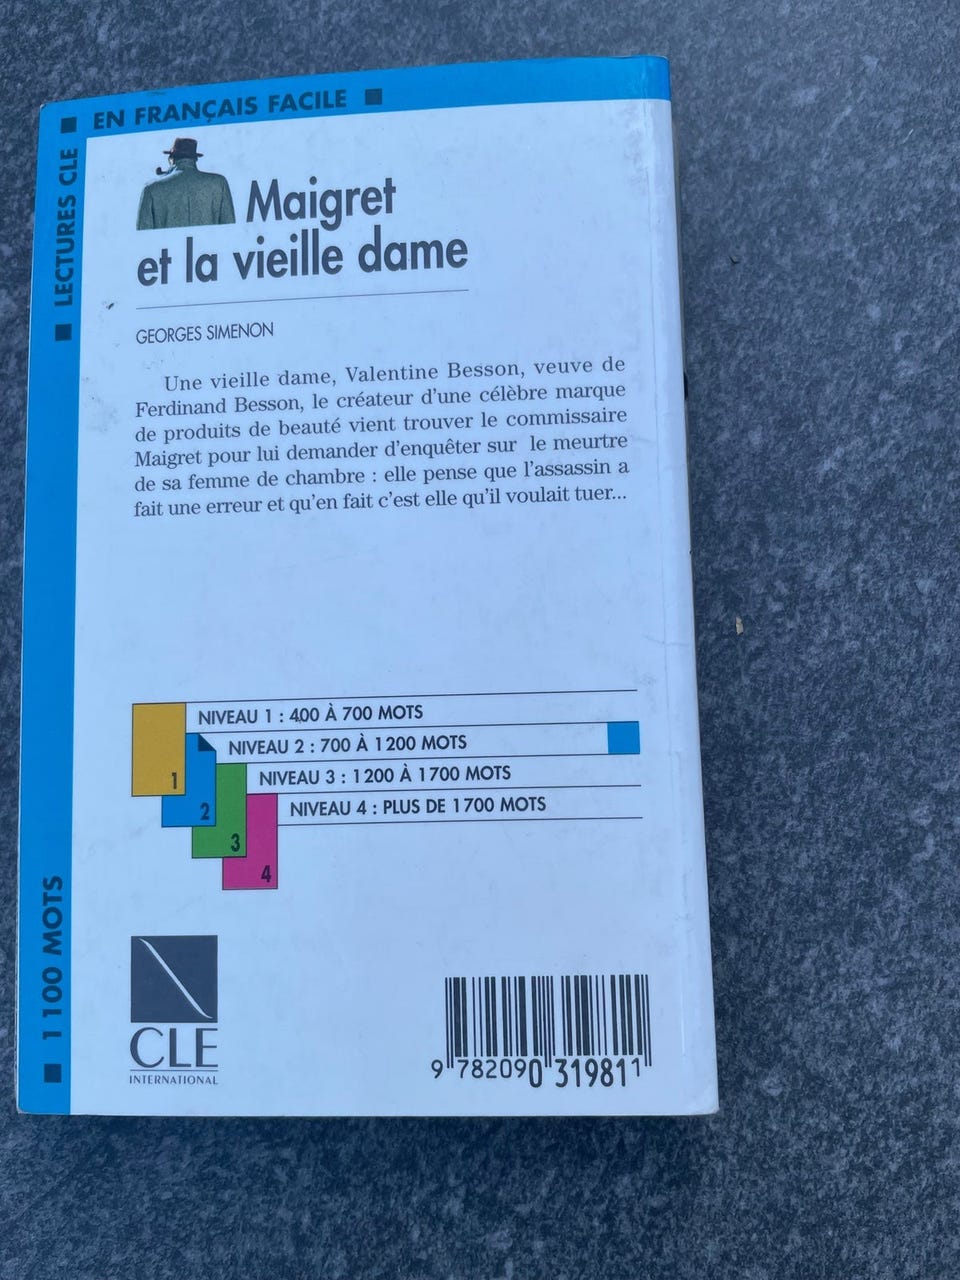 EN FRANÇAIS FACILE
LECTURES CLE
Maigret
et la vieille dame
GEORGES SIMENON
Une vieille dame, Valentine Besson, veuve de
Ferdinand Besson, le créateur d'une célèbre marque
de produits de beauté vient trouver le commissaire
Maigret pour lui demander d'enquêter sur le meurtre
de sa femme de chambre : elle pense que l'assassin a
fait une erreur et qu'en fait c'est elle qu'il voulait tuer...
NIVEAU 1 : 400 À 700 MOTS
NIVEAU 2 : 700 À 1200 MOTS
NIVEAU 3 : 1200 À 1700 MOTS
NIVEAU 4 : PLUS DE 1700 MOTS
1
2
3
4
1100 MOTS
CLE
INTERNATIONAL
9 782090 319811